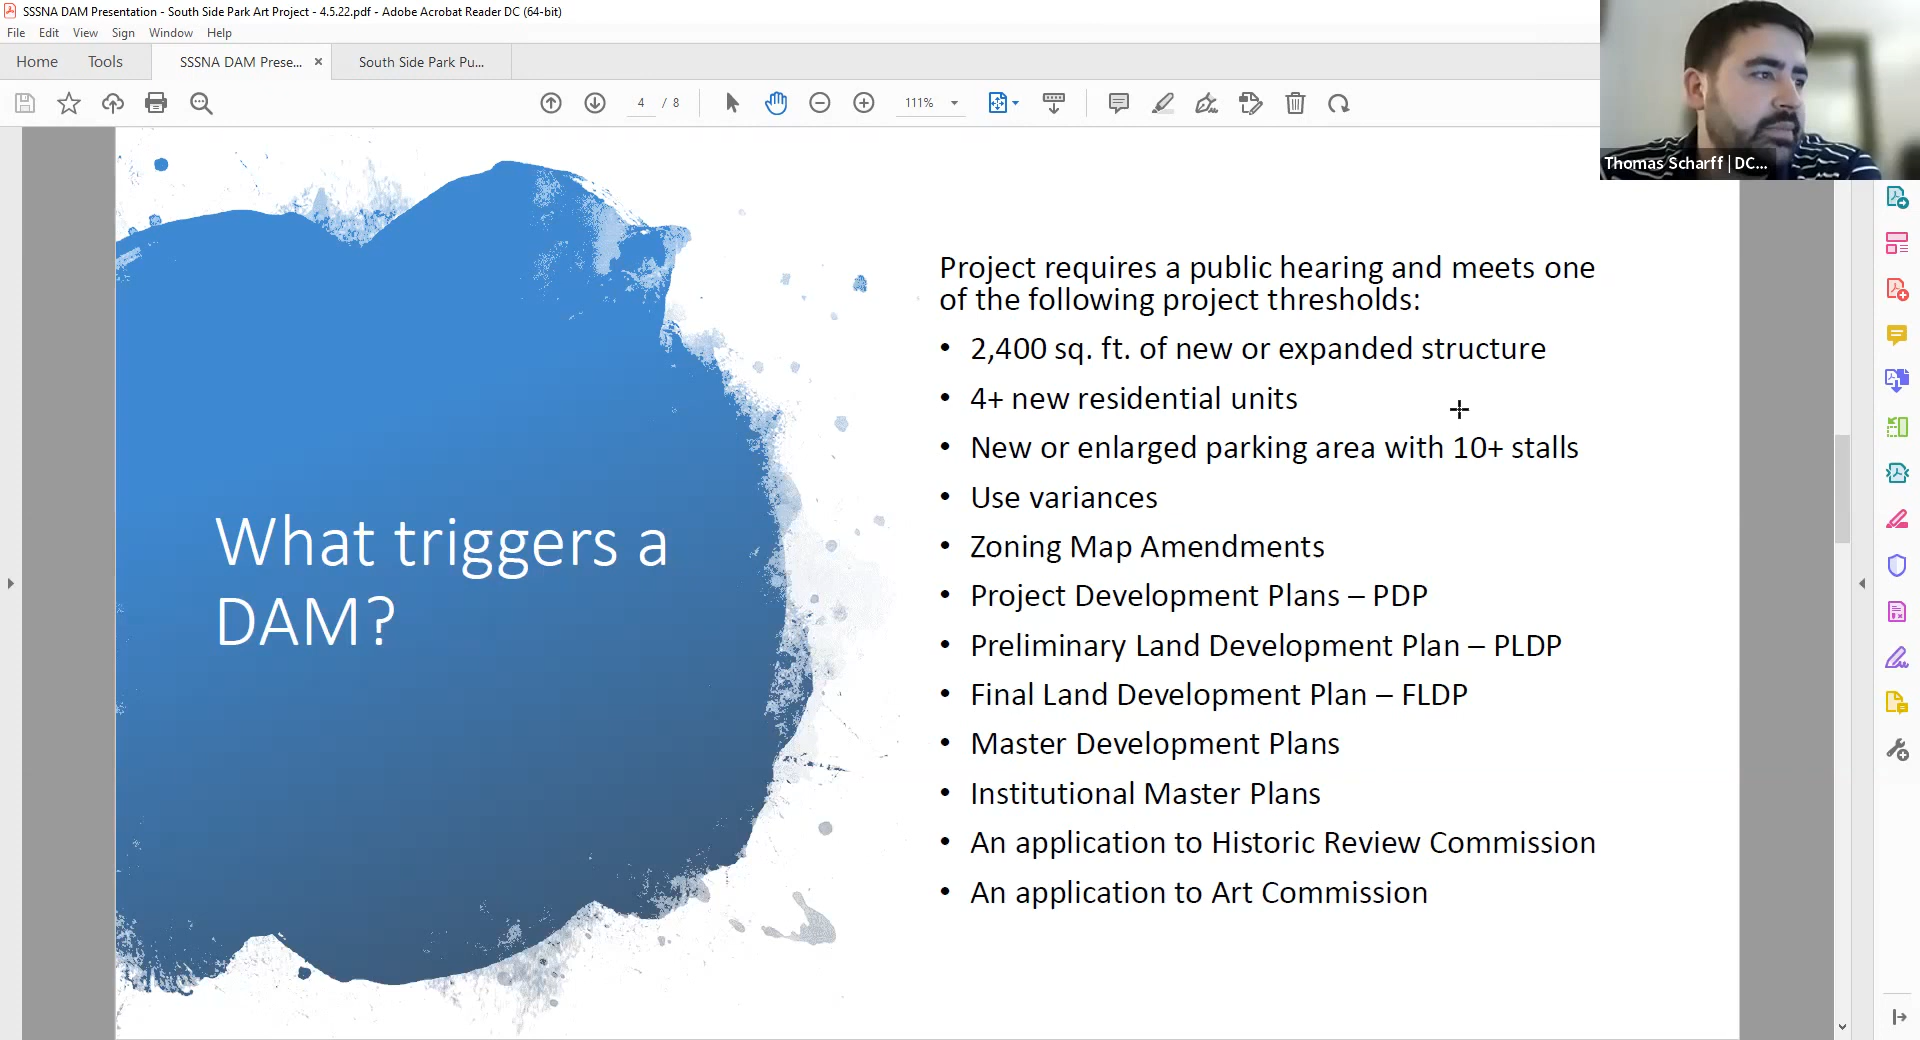 SSSNA DAM Presentation - South Side Park Art Project - 4.5.22.pdf - Adobe Acrobat Reader DC (64-bit)
File Edit View Sign Window Help
Home Tools SSSNA DAM Prese... × South Side Park Pu...
4 / 8 111%
Thomas Scharff | DC...
What triggers a
DAM?
Project requires a public hearing and meets one
of the following project thresholds:
• 2,400 sq. ft. of new or expanded structure
• 4+ new residential units
• New or enlarged parking area with 10+ stalls
• Use variances
• Zoning Map Amendments
• Project Development Plans – PDP
• Preliminary Land Development Plan – PLDP
• Final Land Development Plan – FLDP
• Master Development Plans
• Institutional Master Plans
• An application to Historic Review Commission
• An application to Art Commission